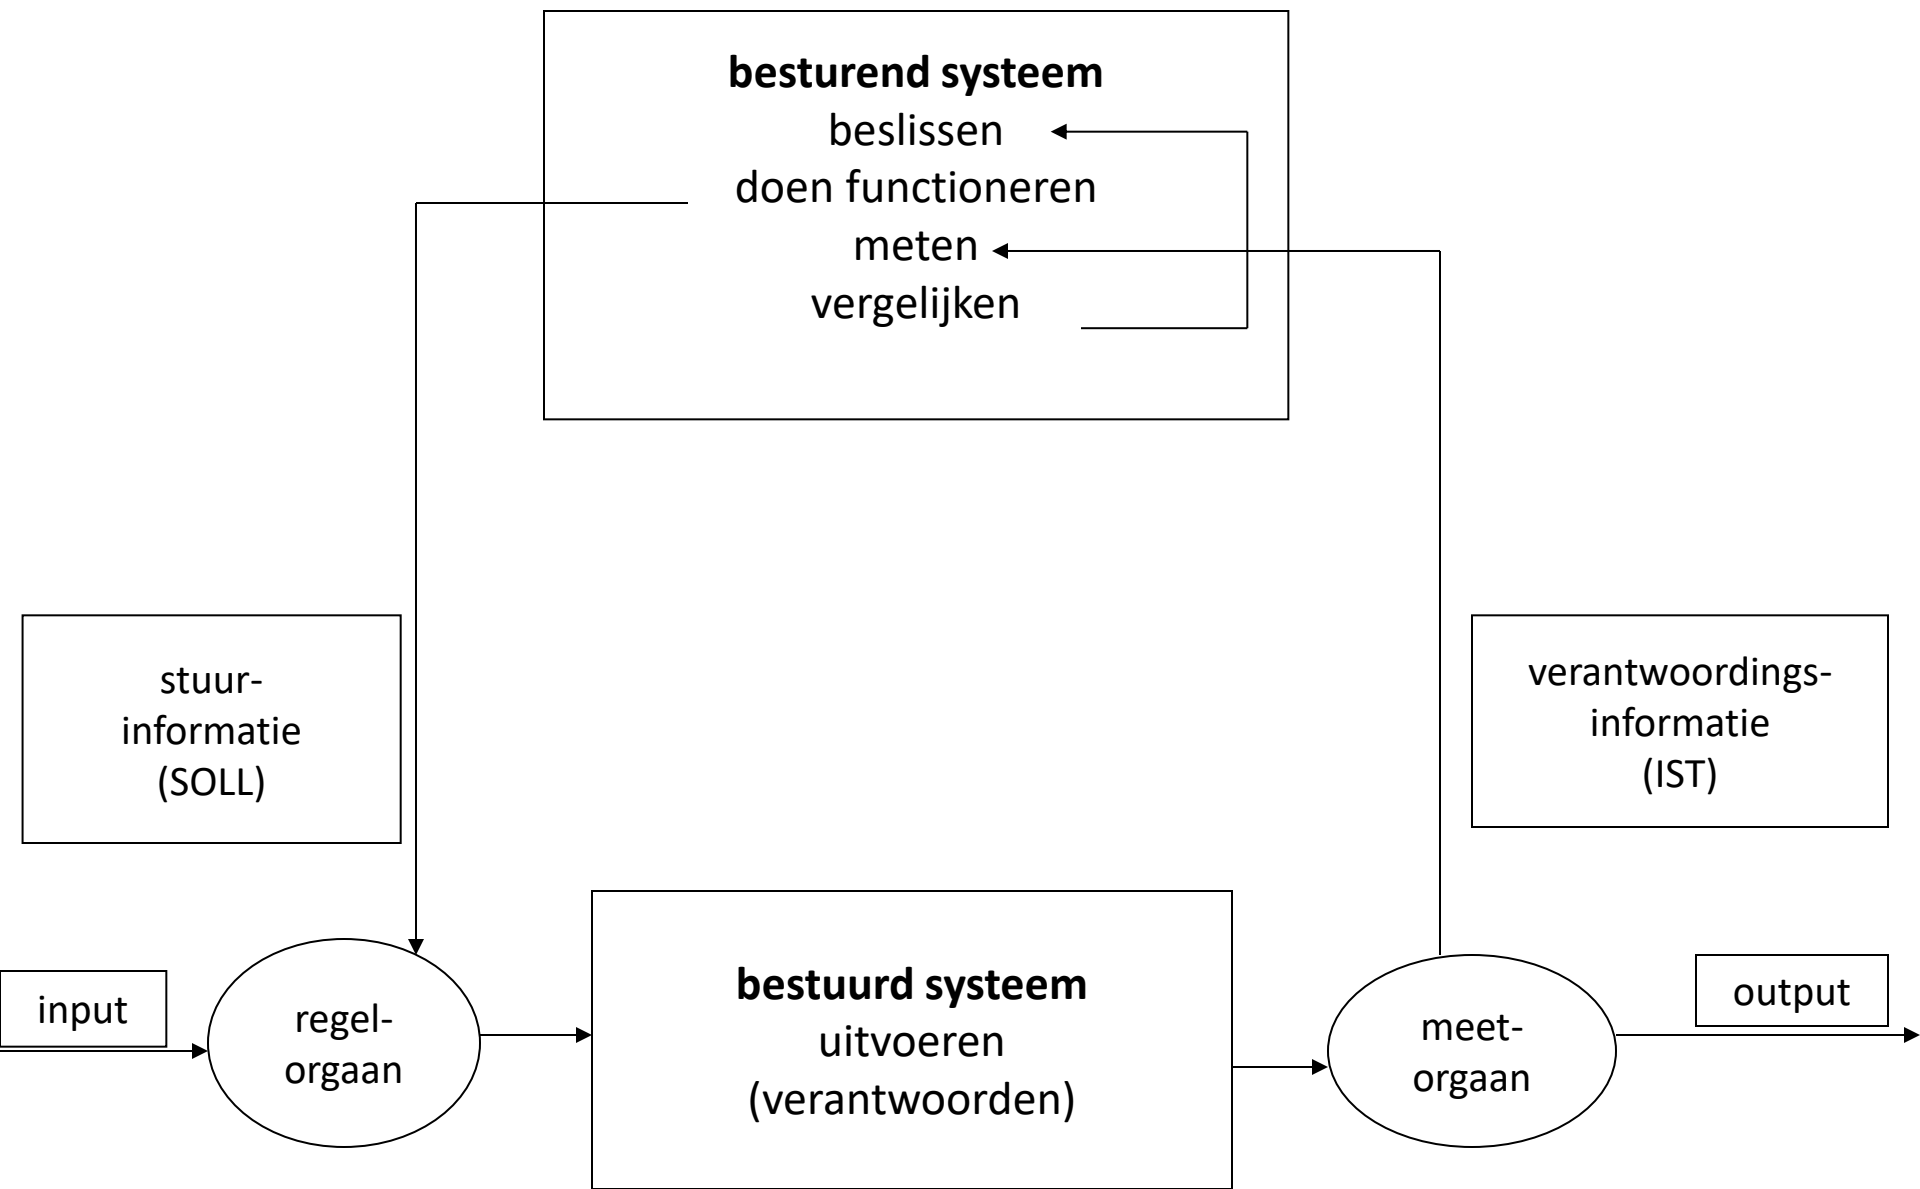 besturend systeem
beslissen
doen functioneren
meten
vergelijken
stuur-
informatie
(SOLL)
verantwoordings-
informatie
(IST)
input
regel-
orgaan
bestuurd systeem
uitvoeren
(verantwoorden)
meet-
orgaan
output